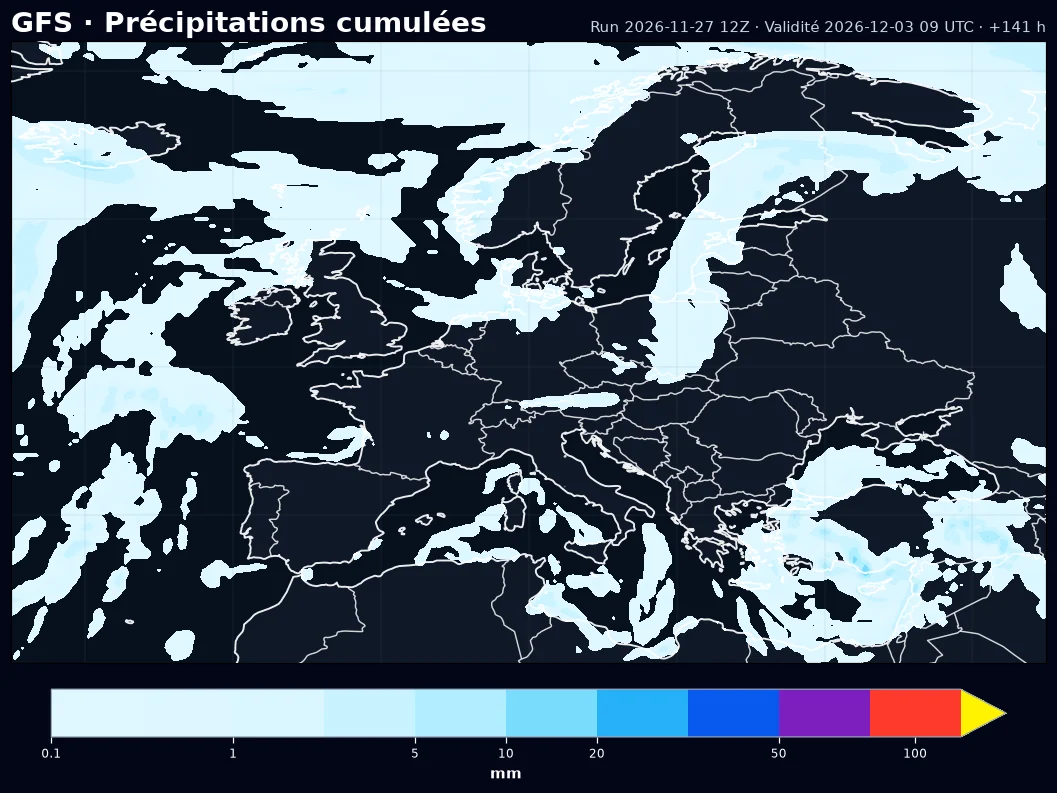 GFS · Précipitations cumulées
Run 2026-11-27 12Z · Validité 2026-12-03 09 UTC · +141 h
0.1 1 5 10 20 50 100
mm